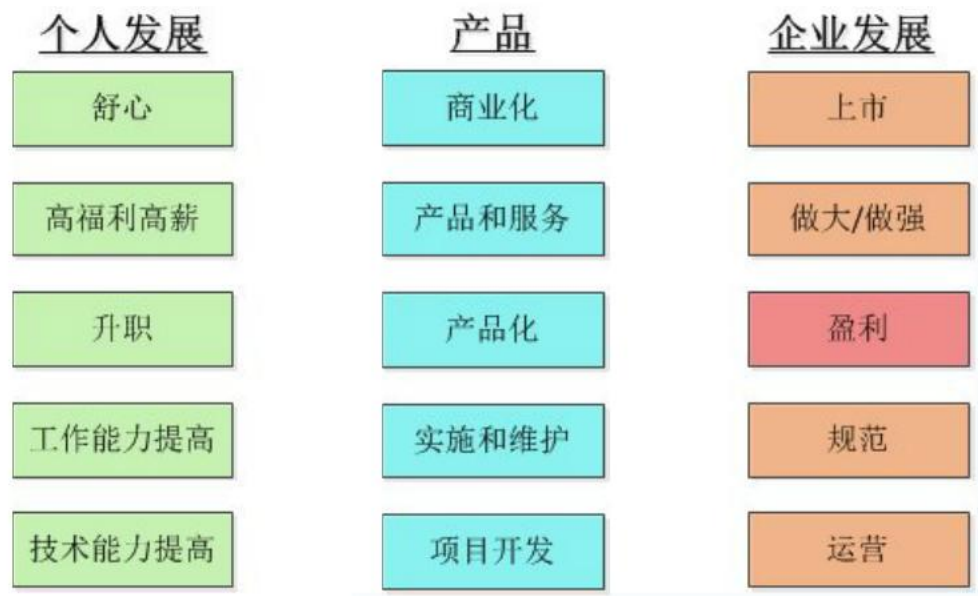 个人发展 产品 企业发展
舒心 商业化 上市
高福利高薪 产品和服务 做大/做强
升职 产品化 盈利
工作能力提高 实施和维护 规范
技术能力提高 项目开发 运营